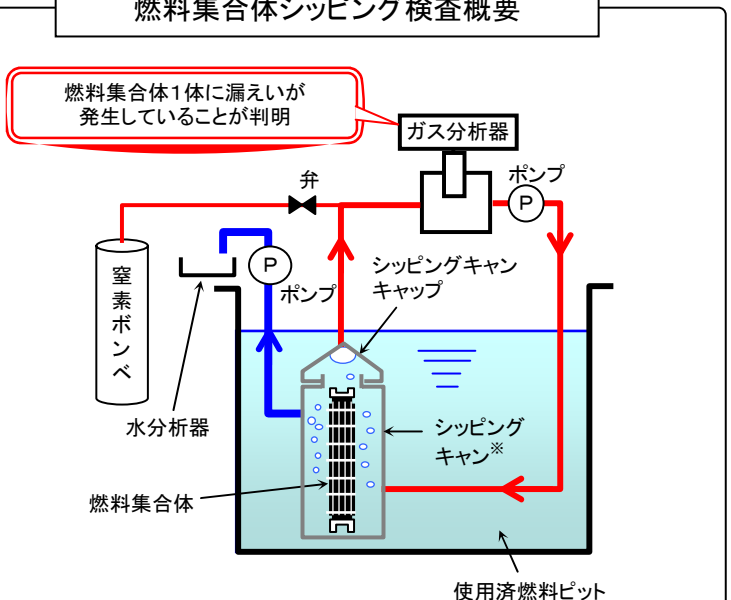 燃料集合体シッピング検査概要
燃料集合体1体に漏えいが
発生していることが判明
ガス分析器
ポンプ
P
弁
窒素ボンベ
P
ポンプ
シッピングキャン
キャップ
水分析器
シッピング
キャン※
燃料集合体
使用済燃料ピット